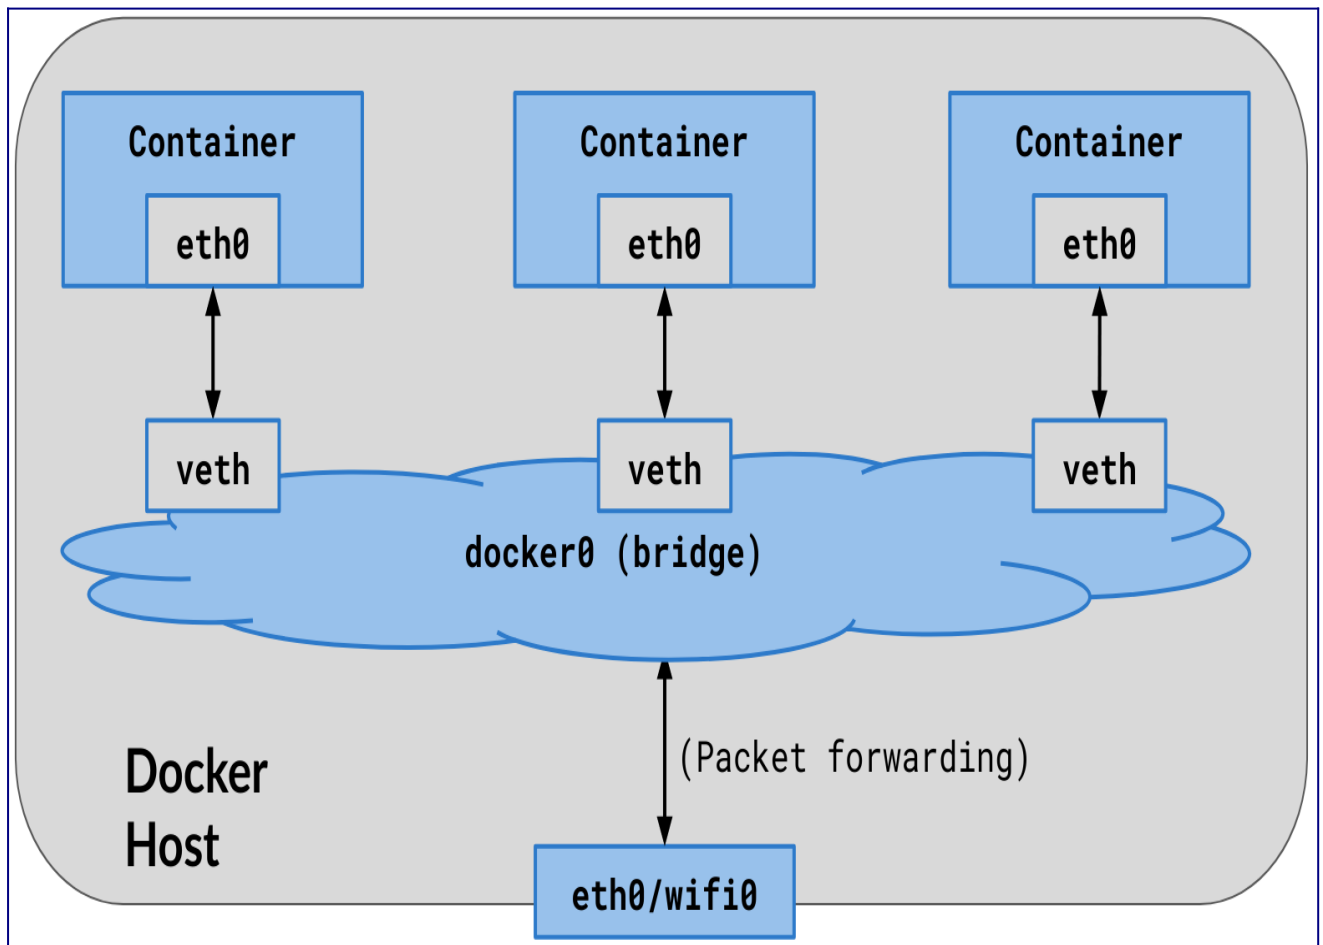 Container
Container
Container
eth0
eth0
eth0
veth
veth
veth
docker0 (bridge)
(Packet forwarding)
Docker
Host
eth0/wifi0